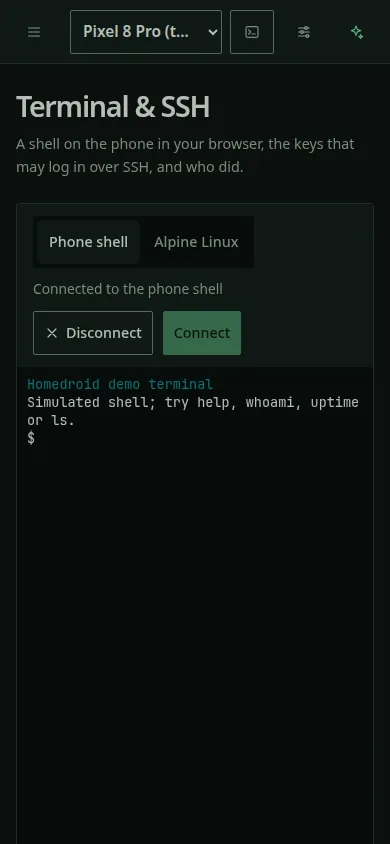 Pixel 8 Pro (t...
Terminal & SSH
A shell on the phone in your browser, the keys that
may log in over SSH, and who did.
Phone shell
Alpine Linux
Connected to the phone shell
Disconnect
Connect
Homedroid demo terminal
Simulated shell; try help, whoami, uptime
or ls.
$